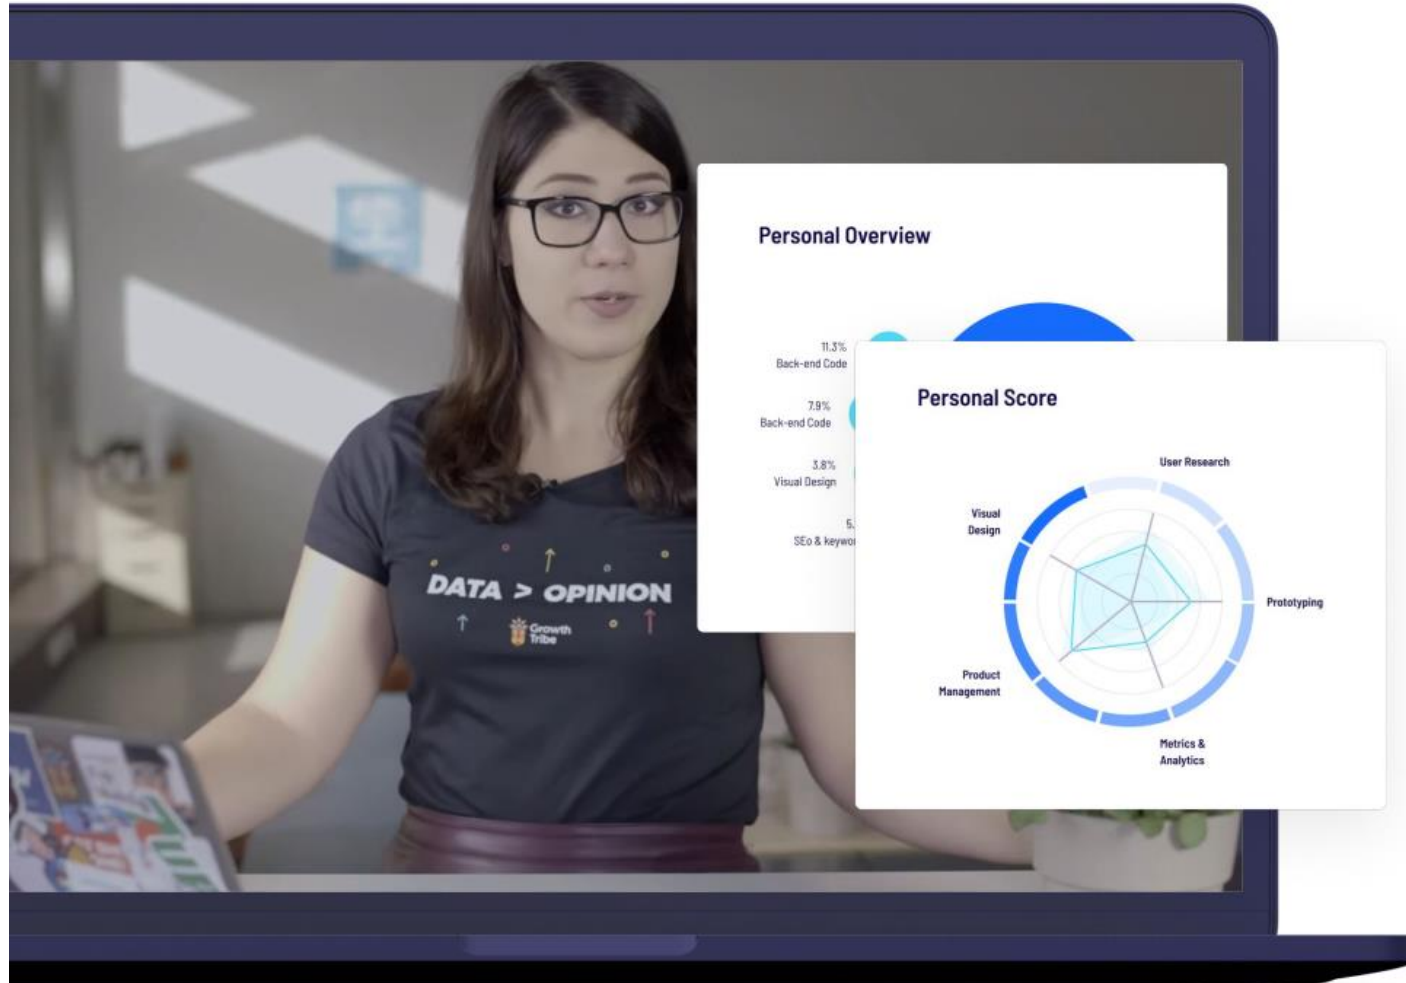 DATA > OPINION
Growth
Tribe
Personal Overview
11.3%
Back-end Code
7.9%
Back-end Code
3.8%
Visual Design
5.
SEo & keywo
Personal Score
User Research
Visual
Design
Prototyping
Product
Management
Metrics &
Analytics